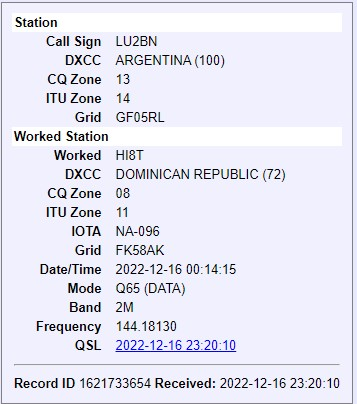 Station
Call Sign LU2BN
DXCC ARGENTINA (100)
CQ Zone 13
ITU Zone 14
Grid GF05RL
Worked Station
Worked HI8T
DXCC DOMINICAN REPUBLIC (72)
CQ Zone 08
ITU Zone 11
IOTA NA-096
Grid FK58AK
Date/Time 2022-12-16 00:14:15
Mode Q65 (DATA)
Band 2M
Frequency 144.18130
QSL 2022-12-16 23:20:10
Record ID 1621733654 Received: 2022-12-16 23:20:10